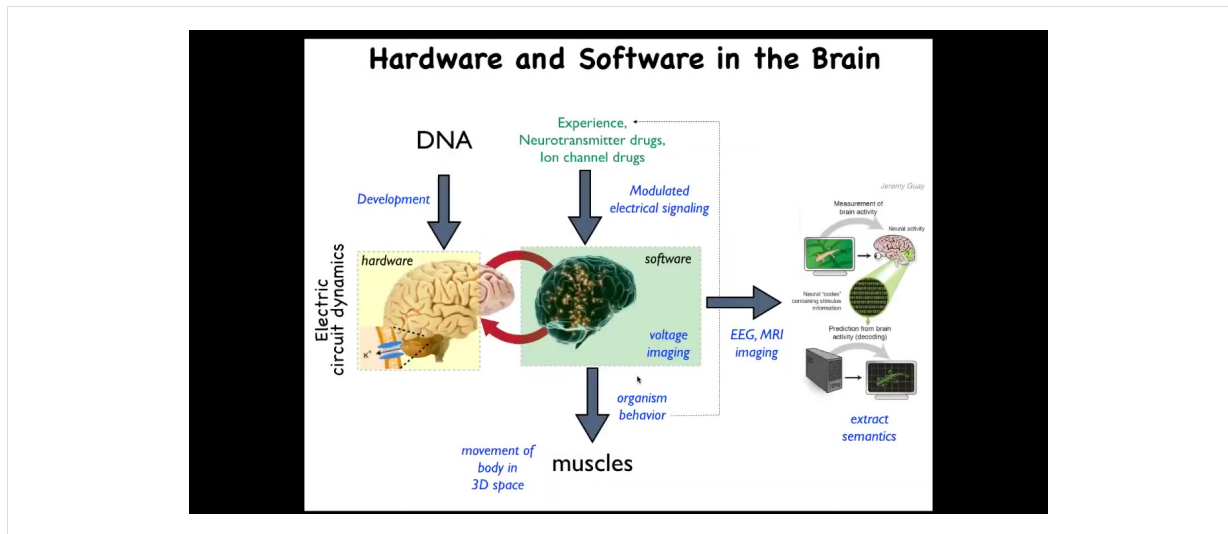 Hardware and Software in the Brain
DNA
Experience,
Neurotransmitter drugs,
Ion channel drugs
Development
Modulated
electrical signaling
Electric
circuit dynamics
hardware
K+
software
voltage
imaging
EEG, MRI
imaging
organism
behavior
movement of
body in
3D space
muscles
Jeremy Guay
Measurement of
brain activity
Neural activity
Neural "codes"
containing stimulus
information
Prediction from brain
activity (decoding)
extract
semantics